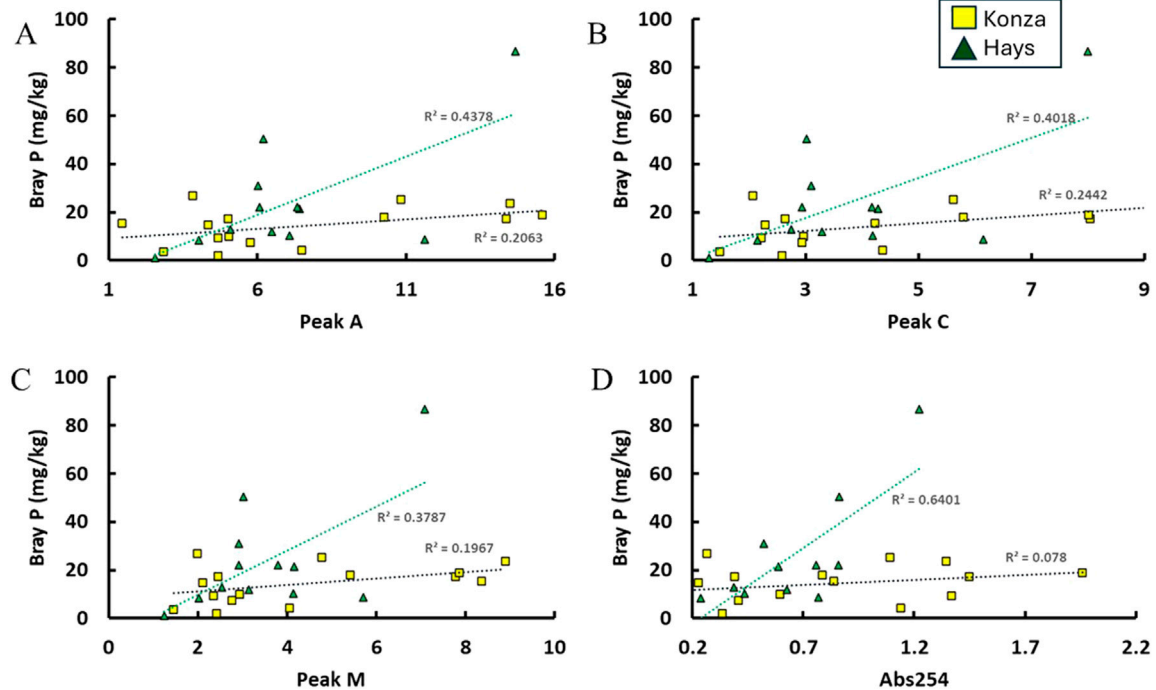 A
100
80
60
40
20
0
Bray P (mg/kg)
R² = 0.4378
R² = 0.2063
1 6 11 16
Peak A
B
100
80
60
40
20
0
Bray P (mg/kg)
Konza
Hays
R² = 0.4018
R² = 0.2442
1 3 5 7 9
Peak C
C
100
80
60
40
20
0
Bray P (mg/kg)
R² = 0.3787
R² = 0.1967
0 2 4 6 8 10
Peak M
D
100
80
60
40
20
0
Bray P (mg/kg)
R² = 0.6401
R² = 0.078
0.2 0.7 1.2 1.7 2.2
Abs254